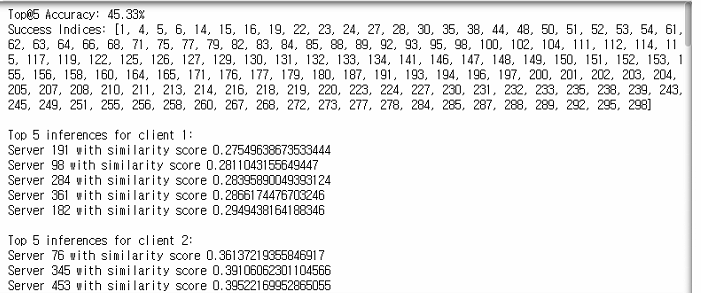 Top@5 Accuracy: 45.33%
Success Indices: [1, 4, 5, 6, 14, 15, 16, 19, 22, 23, 24, 27, 28, 30, 35, 38, 44, 48, 50, 51, 52, 53, 54, 61,
62, 63, 64, 66, 68, 71, 75, 77, 79, 82, 83, 84, 85, 88, 89, 92, 93, 95, 98, 100, 102, 104, 111, 112, 114, 11
5, 117, 119, 122, 125, 126, 127, 129, 130, 131, 132, 133, 134, 141, 146, 147, 148, 149, 150, 151, 152, 153, 1
55, 156, 158, 160, 164, 165, 171, 176, 177, 179, 180, 187, 191, 193, 194, 196, 197, 200, 201, 202, 203, 204,
205, 207, 208, 210, 211, 213, 214, 216, 218, 219, 220, 223, 224, 227, 230, 231, 232, 233, 235, 238, 239, 243,
245, 249, 251, 255, 256, 258, 260, 267, 268, 272, 273, 277, 278, 284, 285, 287, 288, 289, 292, 295, 298]
Top 5 inferences for client 1:
Server 191 with similarity score 0.27549638673533444
Server 98 with similarity score 0.2811043155649447
Server 284 with similarity score 0.28395890049393124
Server 361 with similarity score 0.2866174476703246
Server 182 with similarity score 0.2949438164188346
Top 5 inferences for client 2:
Server 76 with similarity score 0.36137219355846917
Server 345 with similarity score 0.39106062301104566
Server 453 with similarity score 0.39522169952865055